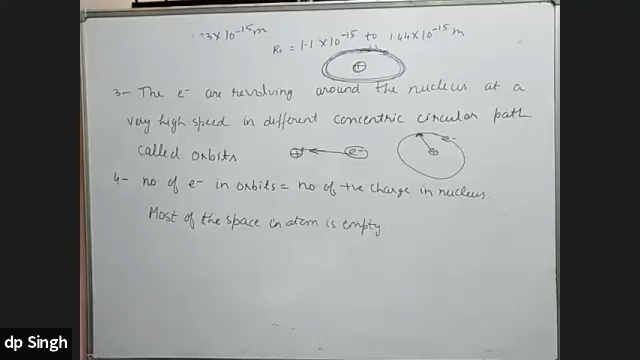 R₀ = 1.1×10⁻¹⁵ to 1.44×10⁻¹⁵m
3- The e⁻ are revolving around the nucleus at a
very high speed in different concentric circular path
called orbits
+ e⁻ e⁻ +
4- no of e⁻ in orbits = no of +ve charge in nucleus.
Most of the space in atom is empty.
dp Singh